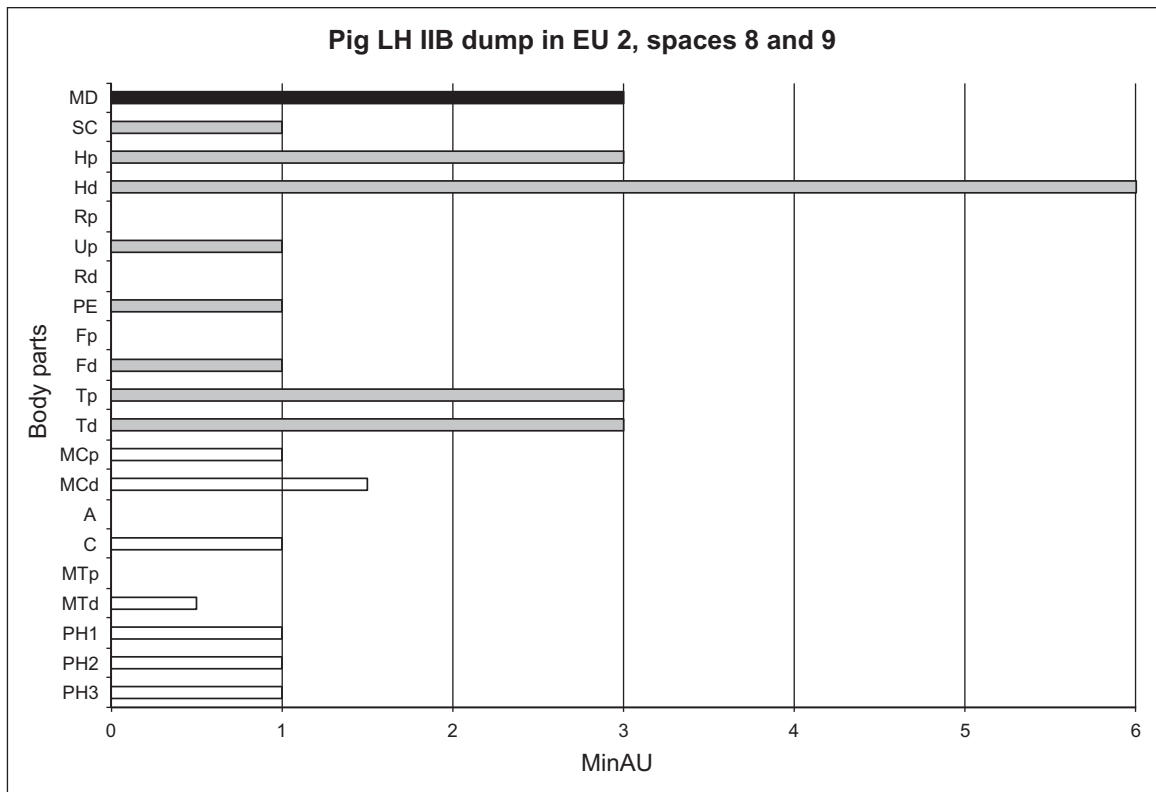 Pig LH IIB dump in EU 2, spaces 8 and 9
Body parts
MD
SC
Hp
Hd
Rp
Up
Rd
PE
Fp
Fd
Tp
Td
MCp
MCd
A
C
MTp
MTd
PH1
PH2
PH3
0 1 2 3 4 5 6
MinAU